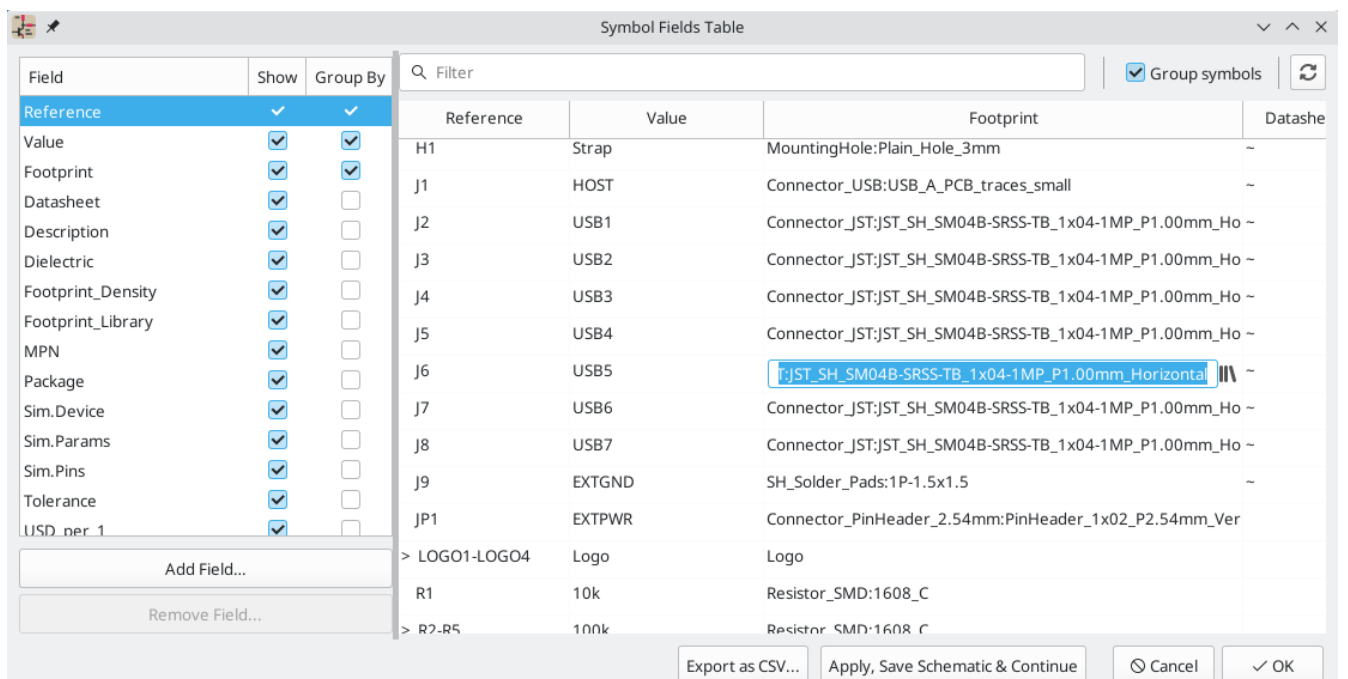 Symbol Fields Table
Field Show Group By
Reference
Value
Footprint
Datasheet
Description
Dielectric
Footprint_Density
Footprint_Library
MPN
Package
Sim.Device
Sim.Params
Sim.Pins
Tolerance
USD_per_1
Add Field...
Remove Field...
Filter
Group symbols
Reference Value Footprint Datashe
H1 Strap MountingHole:Plain_Hole_3mm ~
J1 HOST Connector_USB:USB_A_PCB_traces_small ~
J2 USB1 Connector_JST:JST_SH_SM04B-SRSS-TB_1x04-1MP_P1.00mm_Ho ~
J3 USB2 Connector_JST:JST_SH_SM04B-SRSS-TB_1x04-1MP_P1.00mm_Ho ~
J4 USB3 Connector_JST:JST_SH_SM04B-SRSS-TB_1x04-1MP_P1.00mm_Ho ~
J5 USB4 Connector_JST:JST_SH_SM04B-SRSS-TB_1x04-1MP_P1.00mm_Ho ~
J6 USB5 T:JST_SH_SM04B-SRSS-TB_1x04-1MP_P1.00mm_Horizontal ~
J7 USB6 Connector_JST:JST_SH_SM04B-SRSS-TB_1x04-1MP_P1.00mm_Ho ~
J8 USB7 Connector_JST:JST_SH_SM04B-SRSS-TB_1x04-1MP_P1.00mm_Ho ~
J9 EXTGND SH_Solder_Pads:1P-1.5x1.5 ~
JP1 EXTPWR Connector_PinHeader_2.54mm:PinHeader_1x02_P2.54mm_Ver
> LOGO1-LOGO4 Logo Logo
R1 10k Resistor_SMD:1608_C
> R2-R5 100k Resistor_SMD:1608_C
Export as CSV... Apply, Save Schematic & Continue Cancel OK